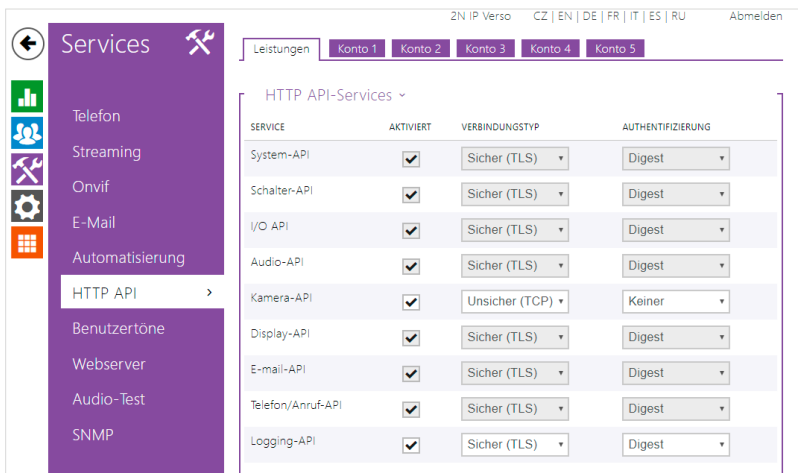 2N IP Verso CZ | EN | DE | FR | IT | ES | RU Abmelden
Services
Leistungen Konto 1 Konto 2 Konto 3 Konto 4 Konto 5
Telefon
Streaming
Onvif
E-Mail
Automatisierung
HTTP API
Benutzertöne
Webserver
Audio-Test
SNMP
HTTP API-Services
SERVICE AKTIVIERT VERBINDUNGSTYP AUTHENTIFIZIERUNG
System-API Sicher (TLS) Digest
Schalter-API Sicher (TLS) Digest
I/O API Sicher (TLS) Digest
Audio-API Sicher (TLS) Digest
Kamera-API Unsicher (TCP) Keiner
Display-API Sicher (TLS) Digest
E-mail-API Sicher (TLS) Digest
Telefon/Anruf-API Sicher (TLS) Digest
Logging-API Sicher (TLS) Digest